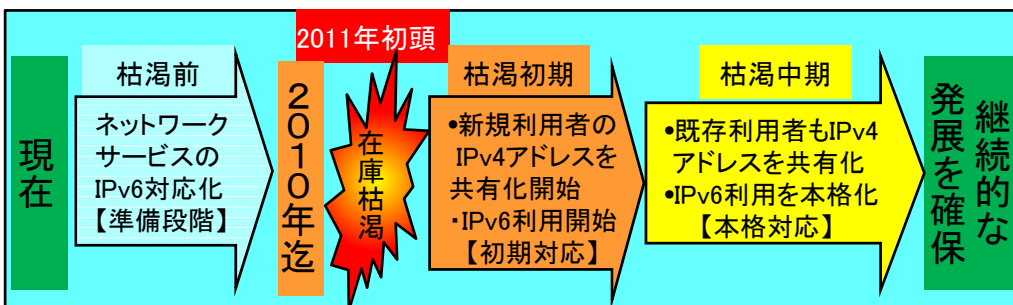 現在
枯渇前
ネットワーク
サービスの
IPv6対応化
【準備段階】
2010年迄
2011年初頭
在庫枯渇
枯渇初期
•新規利用者の
IPv4アドレスを
共有化開始
・IPv6利用開始
【初期対応】
枯渇中期
•既存利用者もIPv4
アドレスを共有化
•IPv6利用を本格化
【本格対応】
継続的な
発展を確保